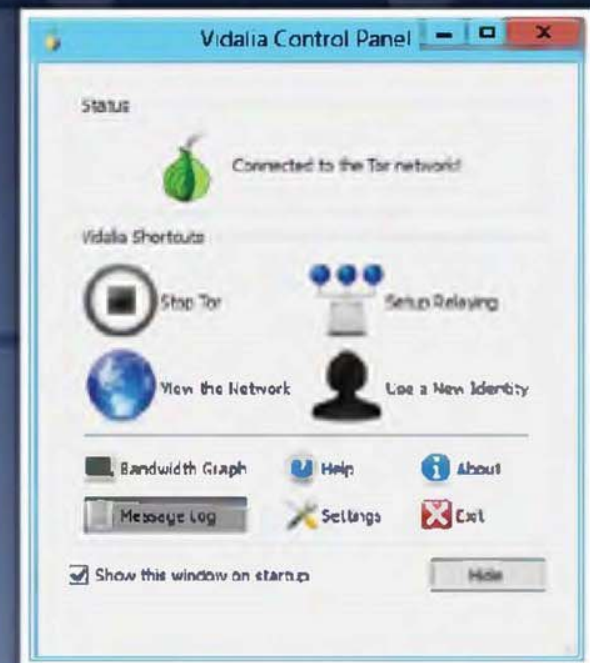 Vidalia Control Panel
Status
Connected to the Tor network!
Vidalia Shortcuts
Stop Tor
Setup Relaying
View the Network
Use a New Identity
Bandwidth Graph
Help
About
Message Log
Settings
Exit
Show this window on startup
Hide